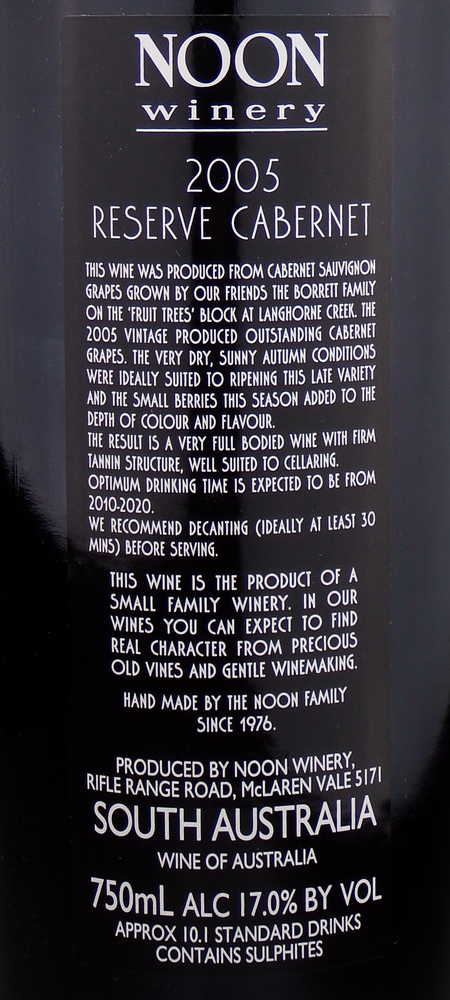 NOON
winery
2005
RESERVE CABERNET
THIS WINE WAS PRODUCED FROM CABERNET SAUVIGNON
GRAPES GROWN BY OUR FRIENDS THE BORRETT FAMILY
ON THE 'FRUIT TREES' BLOCK AT LANGHORNE CREEK. THE
2005 VINTAGE PRODUCED OUTSTANDING CABERNET
GRAPES. THE VERY DRY, SUNNY AUTUMN CONDITIONS
WERE IDEALLY SUITED TO RIPENING THIS LATE VARIETY
AND THE SMALL BERRIES THIS SEASON ADDED TO THE
DEPTH OF COLOUR AND FLAVOUR.
THE RESULT IS A VERY FULL BODIED WINE WITH FIRM
TANNIN STRUCTURE, WELL SUITED TO CELLARING.
OPTIMUM DRINKING TIME IS EXPECTED TO BE FROM
2010-2020.
WE RECOMMEND DECANTING (IDEALLY AT LEAST 30
MINS) BEFORE SERVING.
THIS WINE IS THE PRODUCT OF A
SMALL FAMILY WINERY. IN OUR
WINES YOU CAN EXPECT TO FIND
REAL CHARACTER FROM PRECIOUS
OLD VINES AND GENTLE WINEMAKING.
HAND MADE BY THE NOON FAMILY
SINCE 1976.
PRODUCED BY NOON WINERY,
RIFLE RANGE ROAD, McLAREN VALE 5171
SOUTH AUSTRALIA
WINE OF AUSTRALIA
750mL ALC 17.0% BY VOL
APPROX 10.1 STANDARD DRINKS
CONTAINS SULPHITES